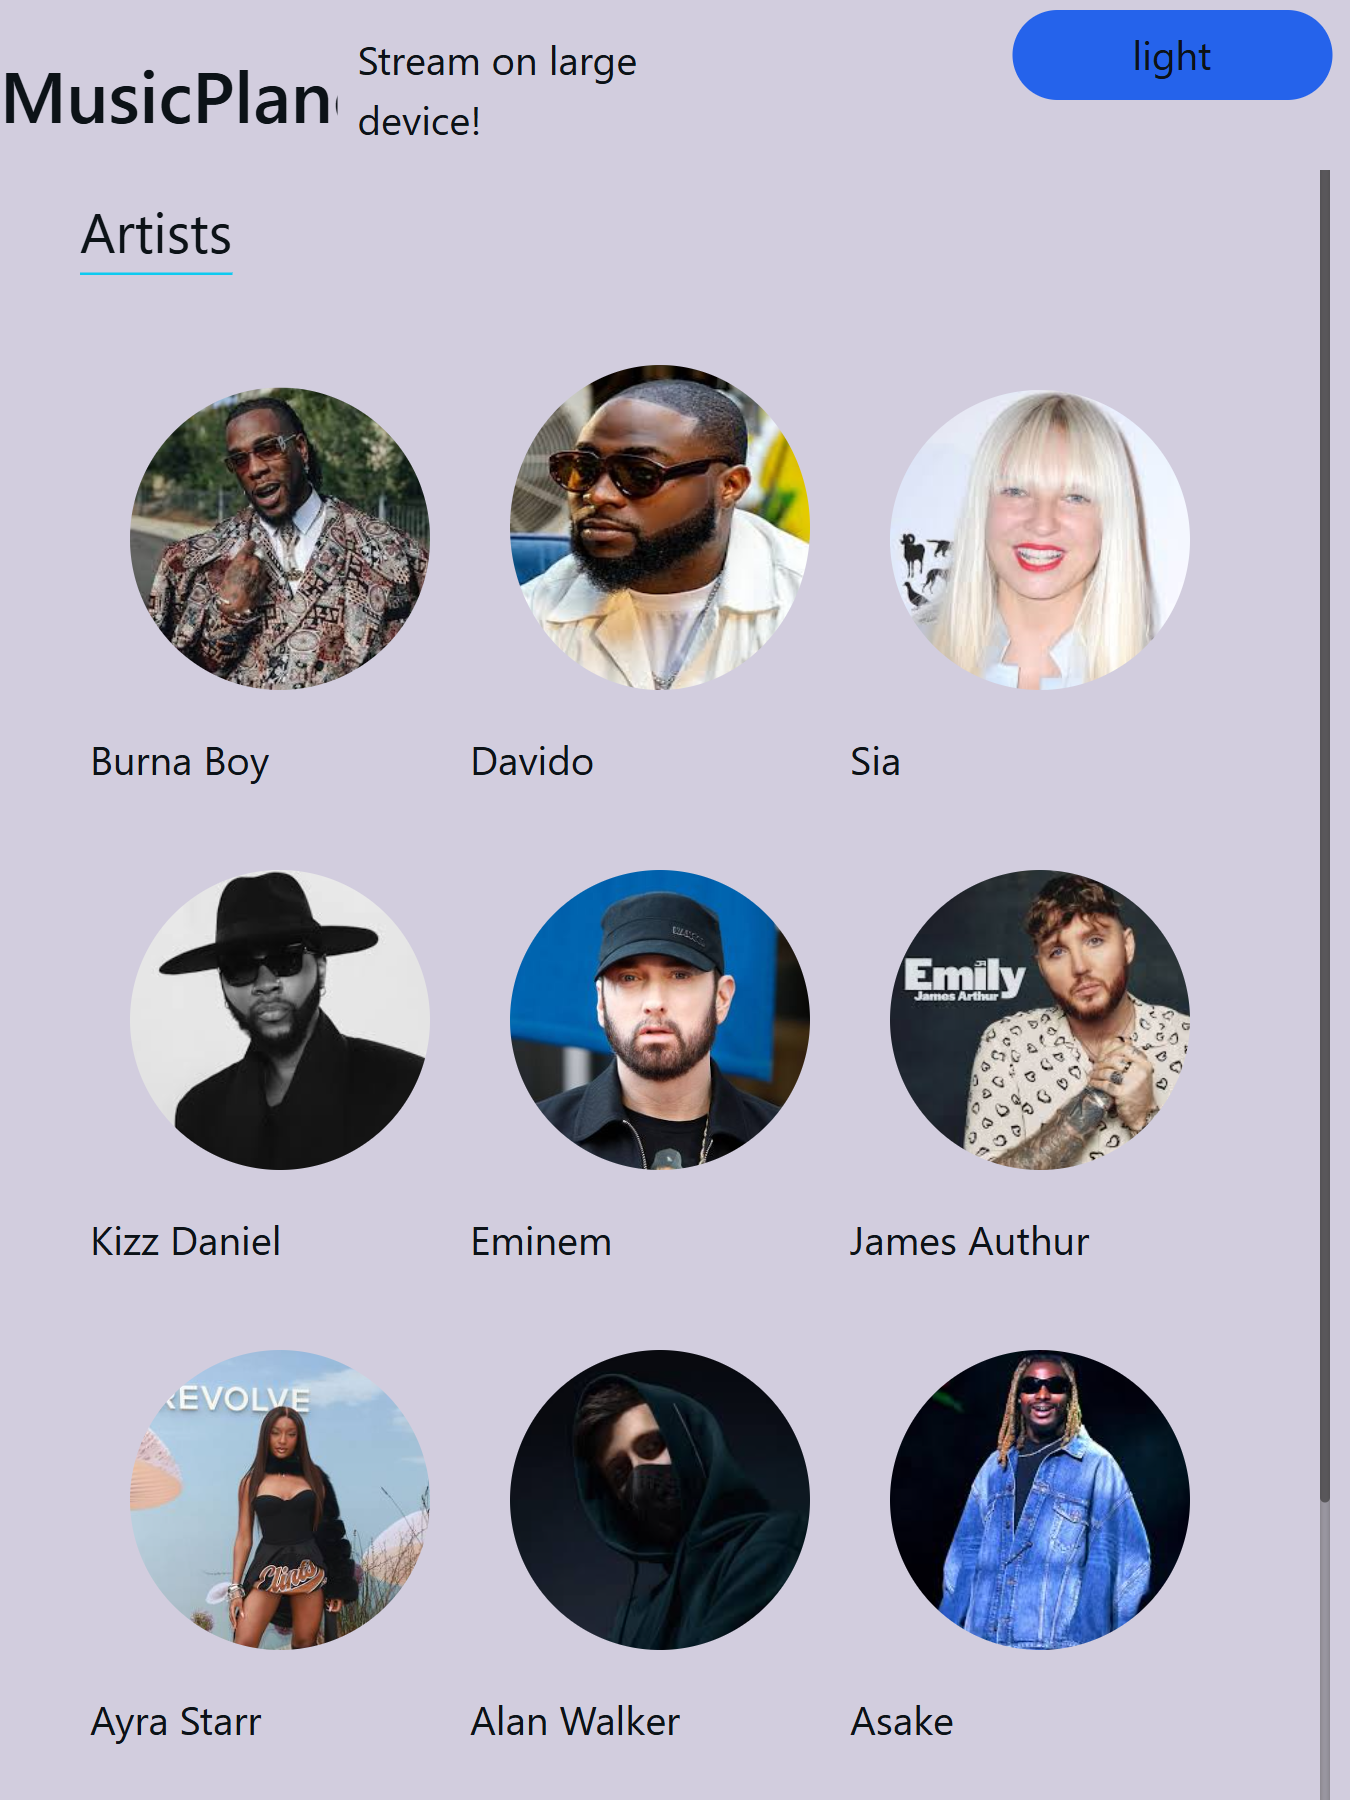 MusicPlan
Stream on large
device!
light
Artists
Burna Boy
Davido
Sia
Emily
James Arthur
Kizz Daniel
Eminem
James Authur
REVOLVE
Ayra Starr
Alan Walker
Asake